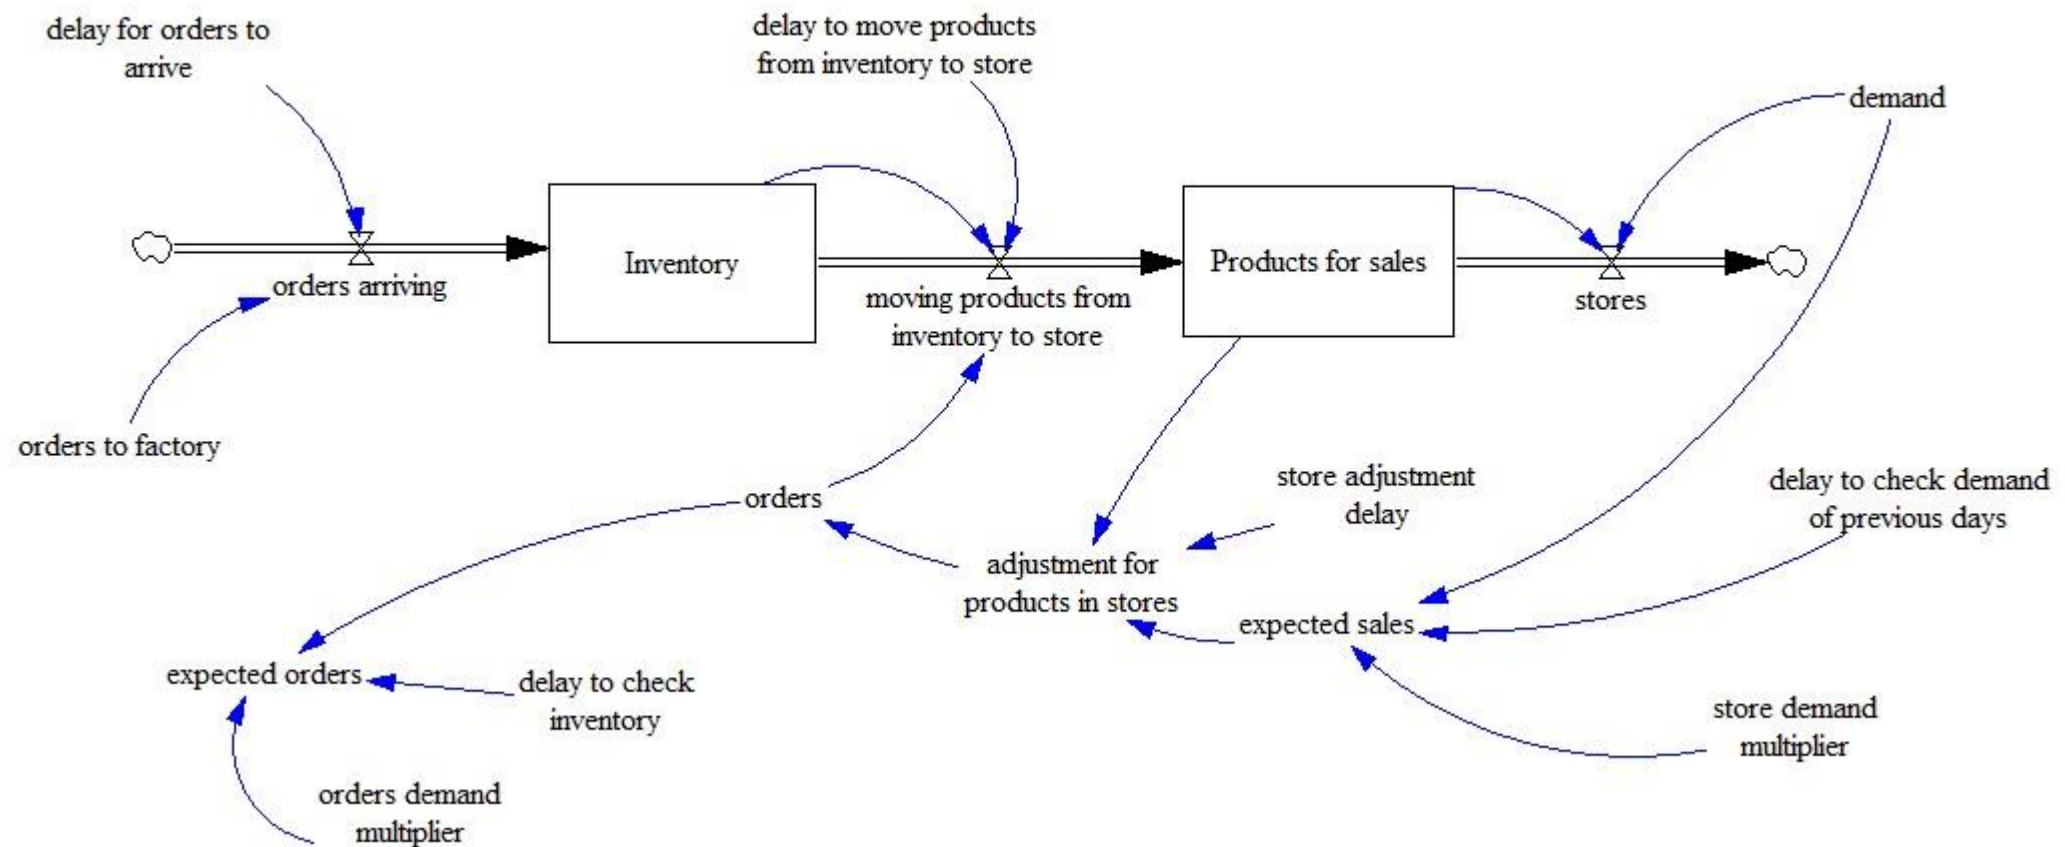 delay for orders to
arrive
delay to move products
from inventory to store
demand
Inventory
Products for sales
orders arriving
moving products from
inventory to store
stores
orders to factory
orders
store adjustment
delay
delay to check demand
of previous days
adjustment for
products in stores
expected sales
expected orders
delay to check
inventory
store demand
multiplier
orders demand
multiplier